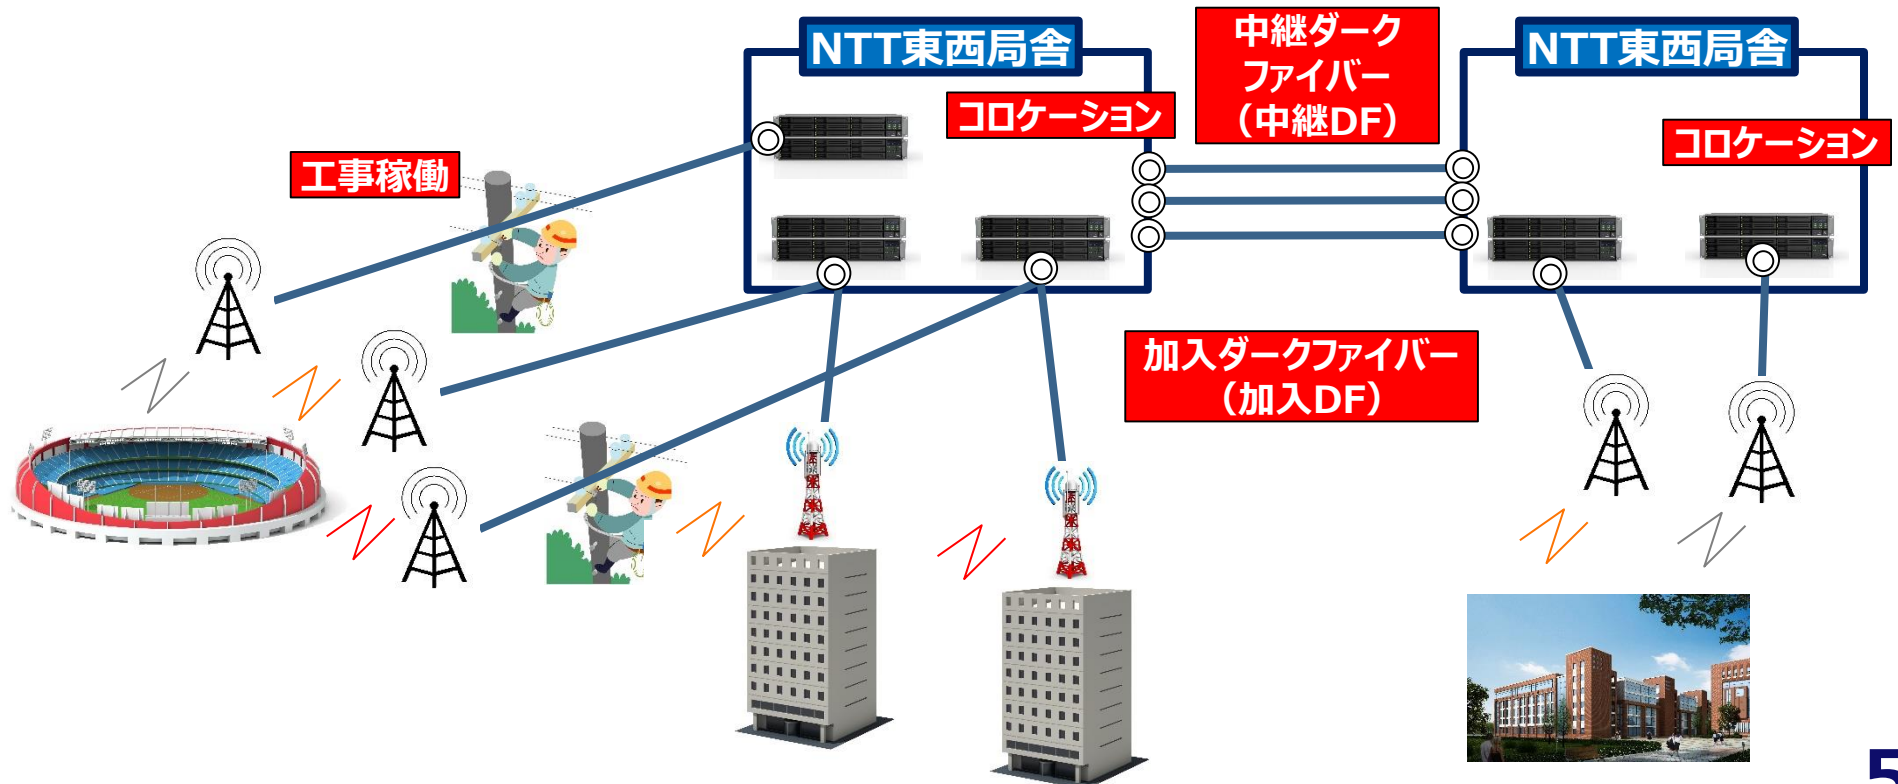 NTT東西局舎
コロケーション
中継ダーク
ファイバー
（中継DF）
NTT東西局舎
コロケーション
工事稼働
加入ダークファイバー
（加入DF）
5